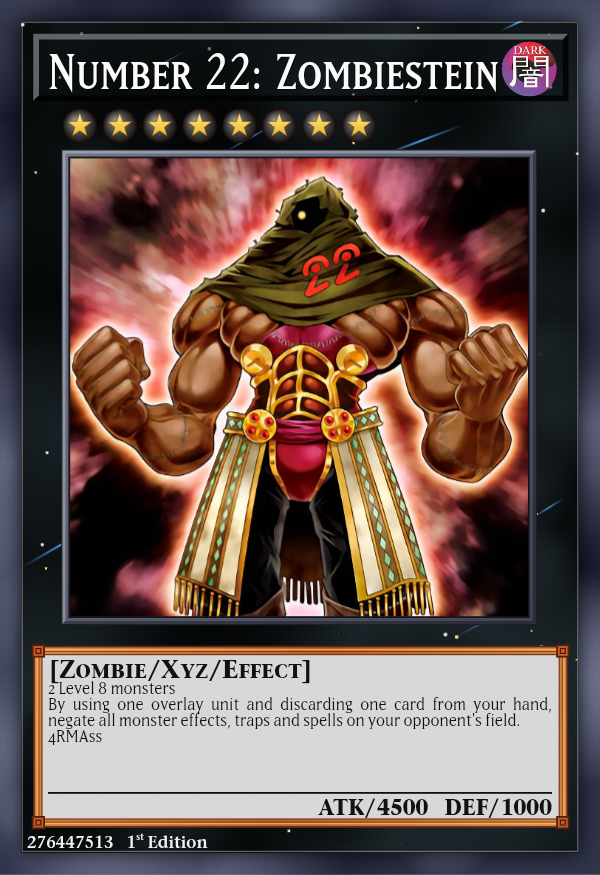 Number 22: Zombiestein
DARK
闇
22
[Zombie/Xyz/Effect]
2 Level 8 monsters
By using one overlay unit and discarding one card from your hand,
negate all monster effects, traps and spells on your opponent's field.
4RMAss
ATK/4500 DEF/1000
276447513 1st Edition